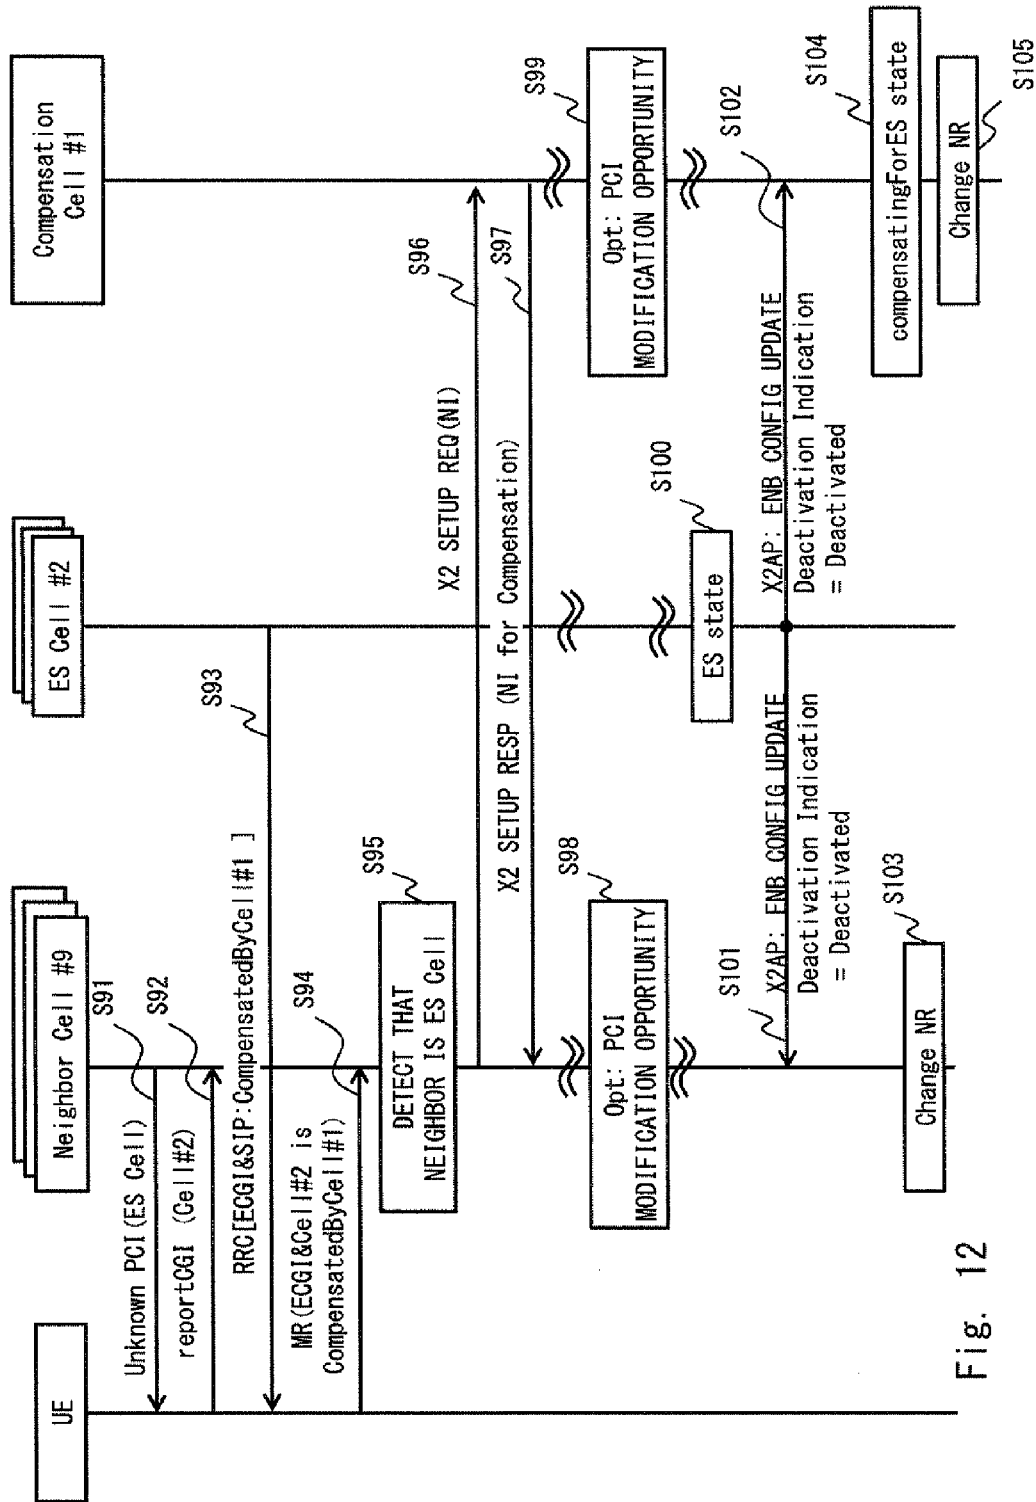 UE
Neighbor Cell #9
ES Cell #2
Compensation
Cell #1
S91
Unknown PCI(ES Cell)
S92
reportCGI (Cell#2)
S93
RRC[ECGI&SIP:CompensatedByCell#1 ]
S94
MR(ECGI&Cell#2 is
CompensatedByCell#1)
S95
DETECT THAT
NEIGHBOR IS ES Cell
S96
X2 SETUP REQ(NI)
S97
X2 SETUP RESP (NI for Compensation)
S98
Opt: PCI
MODIFICATION OPPORTUNITY
S99
Opt: PCI
MODIFICATION OPPORTUNITY
S100
ES state
S101
X2AP: ENB CONFIG UPDATE
Deactivation Indication
= Deactivated
S102
X2AP: ENB CONFIG UPDATE
Deactivation Indication
= Deactivated
S103
Change NR
S104
compensatingForES state
Change NR
S105
Fig. 12